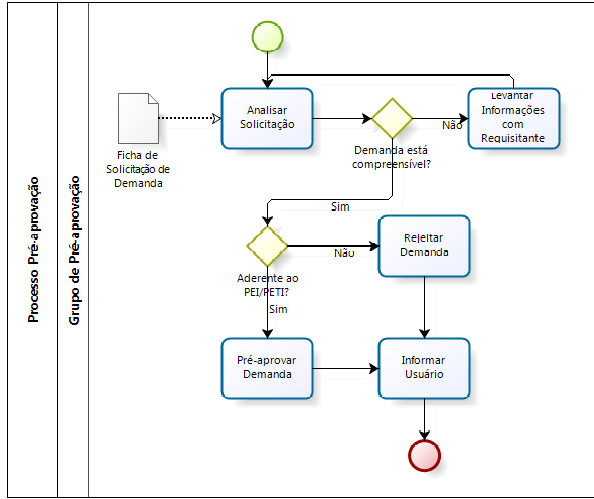 Processo Pré-aprovação
Grupo de Pré-aprovação
Analisar
Solicitação
Levantar
Informações
com
Requisitante
Não
Demanda está
compreensível?
Ficha de
Solicitação de
Demanda
Sim
Rejeitar
Demanda
Não
Aderente ao
PEI/PETI?
Sim
Pré-aprovar
Demanda
Informar
Usuário